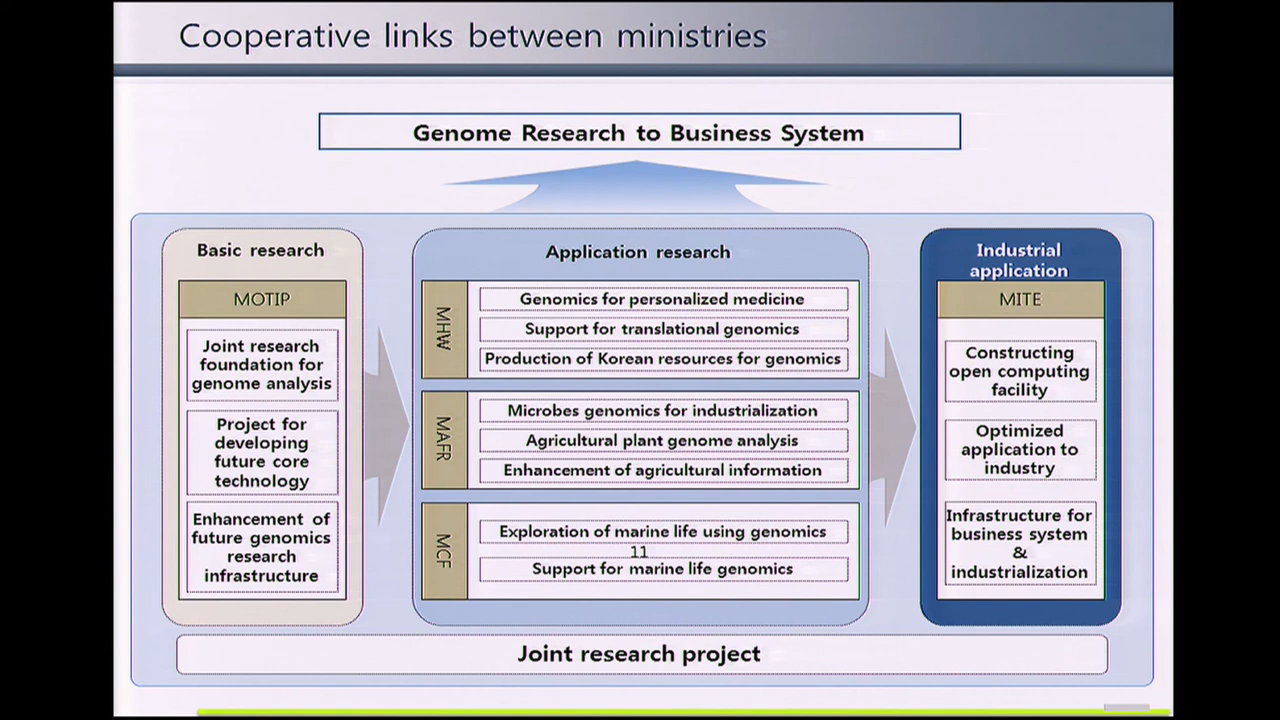 Cooperative links between ministries
Genome Research to Business System
Basic research
MOTIP
Joint research
foundation for
genome analysis
Project for
developing
future core
technology
Enhancement of
future genomics
research
infrastructure
Application research
MHW
Genomics for personalized medicine
Support for translational genomics
Production of Korean resources for genomics
MAFR
Microbes genomics for industrialization
Agricultural plant genome analysis
Enhancement of agricultural information
MCF
Exploration of marine life using genomics
11
Support for marine life genomics
Industrial
application
MITE
Constructing
open computing
facility
Optimized
application to
industry
Infrastructure for
business system
&
industrialization
Joint research project